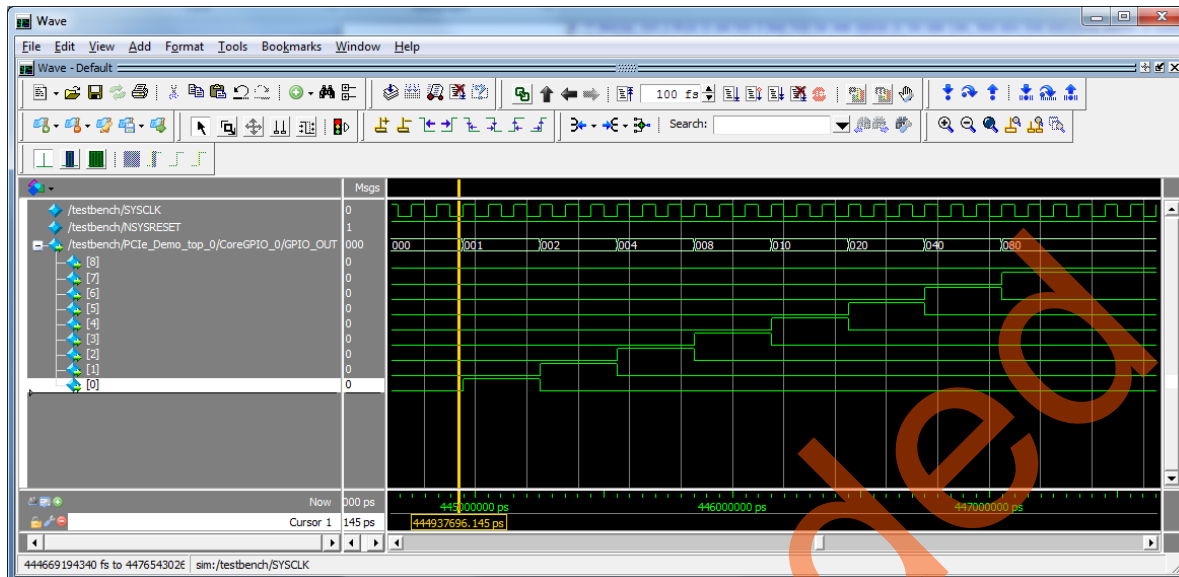 Wave
File Edit View Add Format Tools Bookmarks Window Help
Wave - Default
100 fs
Search:
Msgs
/testbench/SYSCLK 0
/testbench/NSYSRESET 1
/testbench/PCIe_Demo_top_0/CoreGPIO_0/GPIO_OUT 000 000 001 002 004 008 010 020 040 080
[8] 0
[7] 0
[6] 0
[5] 0
[4] 0
[3] 0
[2] 0
[1] 0
[0] 0
Now 000 ps 445000000 ps 446000000 ps 447000000 ps
Cursor 1 145 ps 444937696.145 ps
444669194340 fs to 4476543026 sim:/testbench/SYSCLK
ded